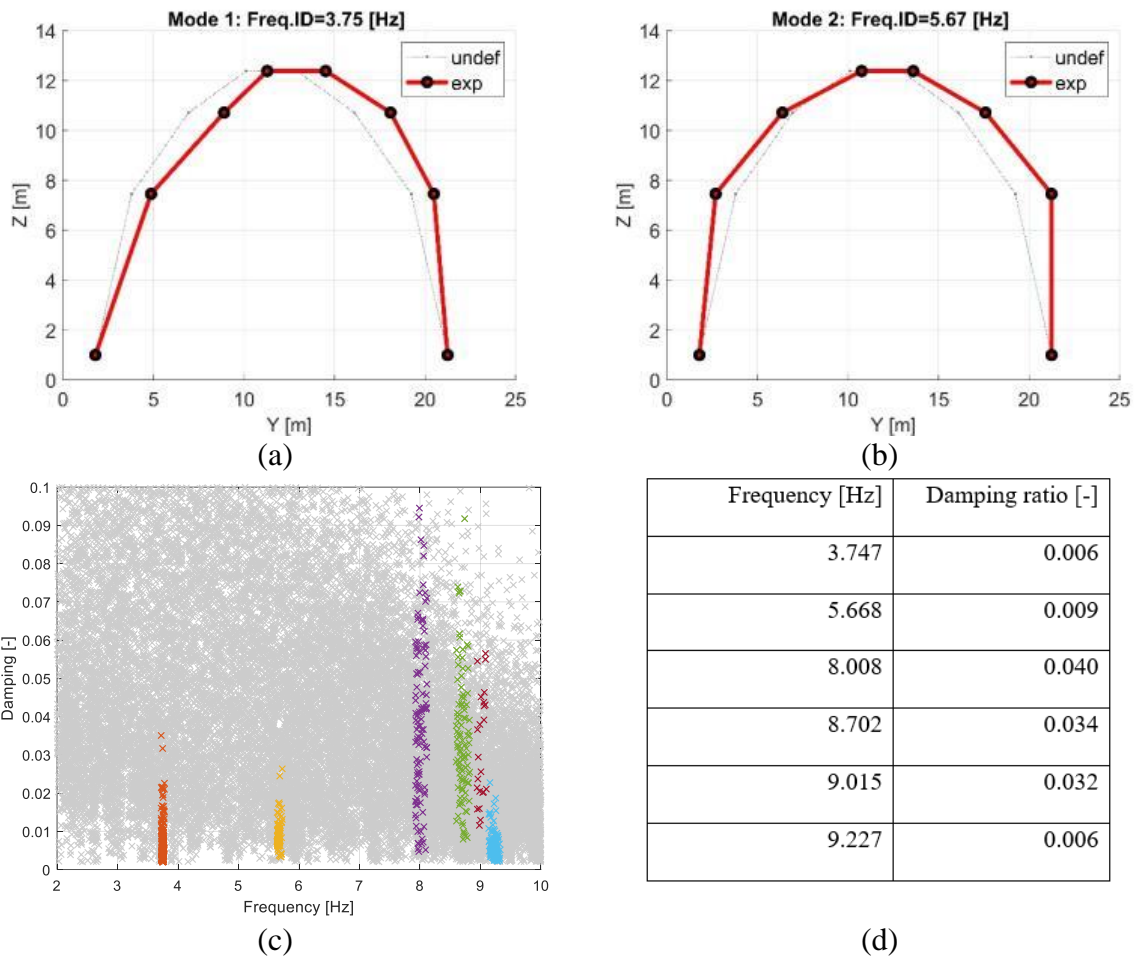 Mode 1: Freq.ID=3.75 [Hz]
14
12
10
8
6
4
2
0
Z [m]
undef
exp
0 5 10 15 20 25
Y [m]
(a)
Mode 2: Freq.ID=5.67 [Hz]
14
12
10
8
6
4
2
0
Z [m]
undef
exp
0 5 10 15 20 25
Y [m]
(b)
0.1
0.09
0.08
0.07
0.06
0.05
0.04
0.03
0.02
0.01
0
Damping [-]
2 3 4 5 6 7 8 9 10
Frequency [Hz]
(c)
Frequency [Hz] Damping ratio [-]
3.747 0.006
5.668 0.009
8.008 0.040
8.702 0.034
9.015 0.032
9.227 0.006
(d)